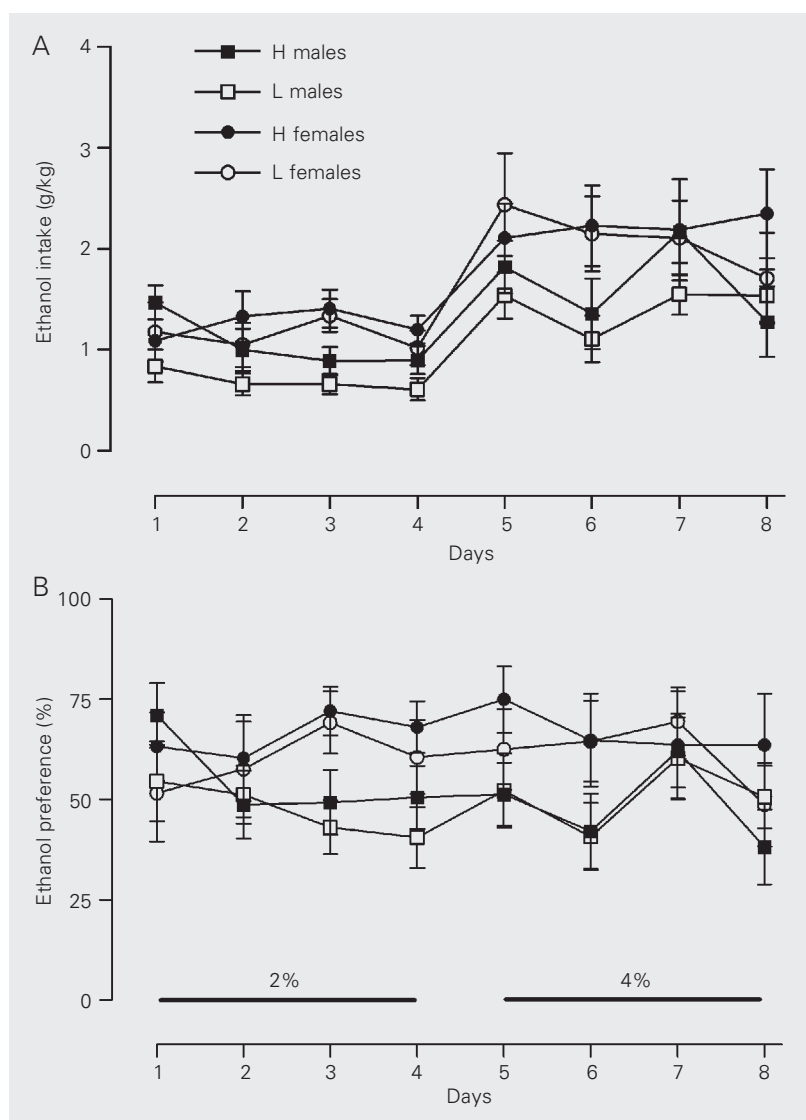 A
H males
L males
H females
L females
Ethanol intake (g/kg)
4
3
2
1
0
1 2 3 4 5 6 7 8
Days
B
Ethanol preference (%)
100
75
50
25
0
2% 4%
1 2 3 4 5 6 7 8
Days